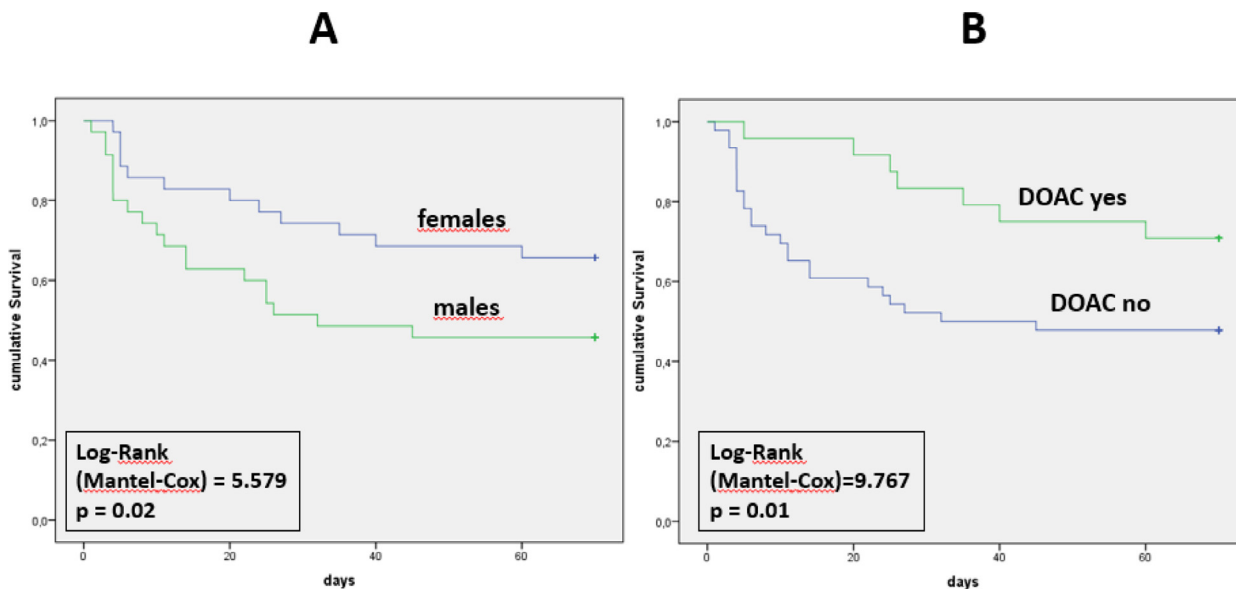 A
B
1,0
0,8
0,6
0,4
0,2
0,0
cumulative Survival
females
males
Log-Rank
(Mantel-Cox) = 5.579
p = 0.02
0
20
40
60
days
1,0
0,8
0,6
0,4
0,2
0,0
cumulative Survival
DOAC yes
DOAC no
Log-Rank
(Mantel-Cox)=9.767
p = 0.01
0
20
40
60
days